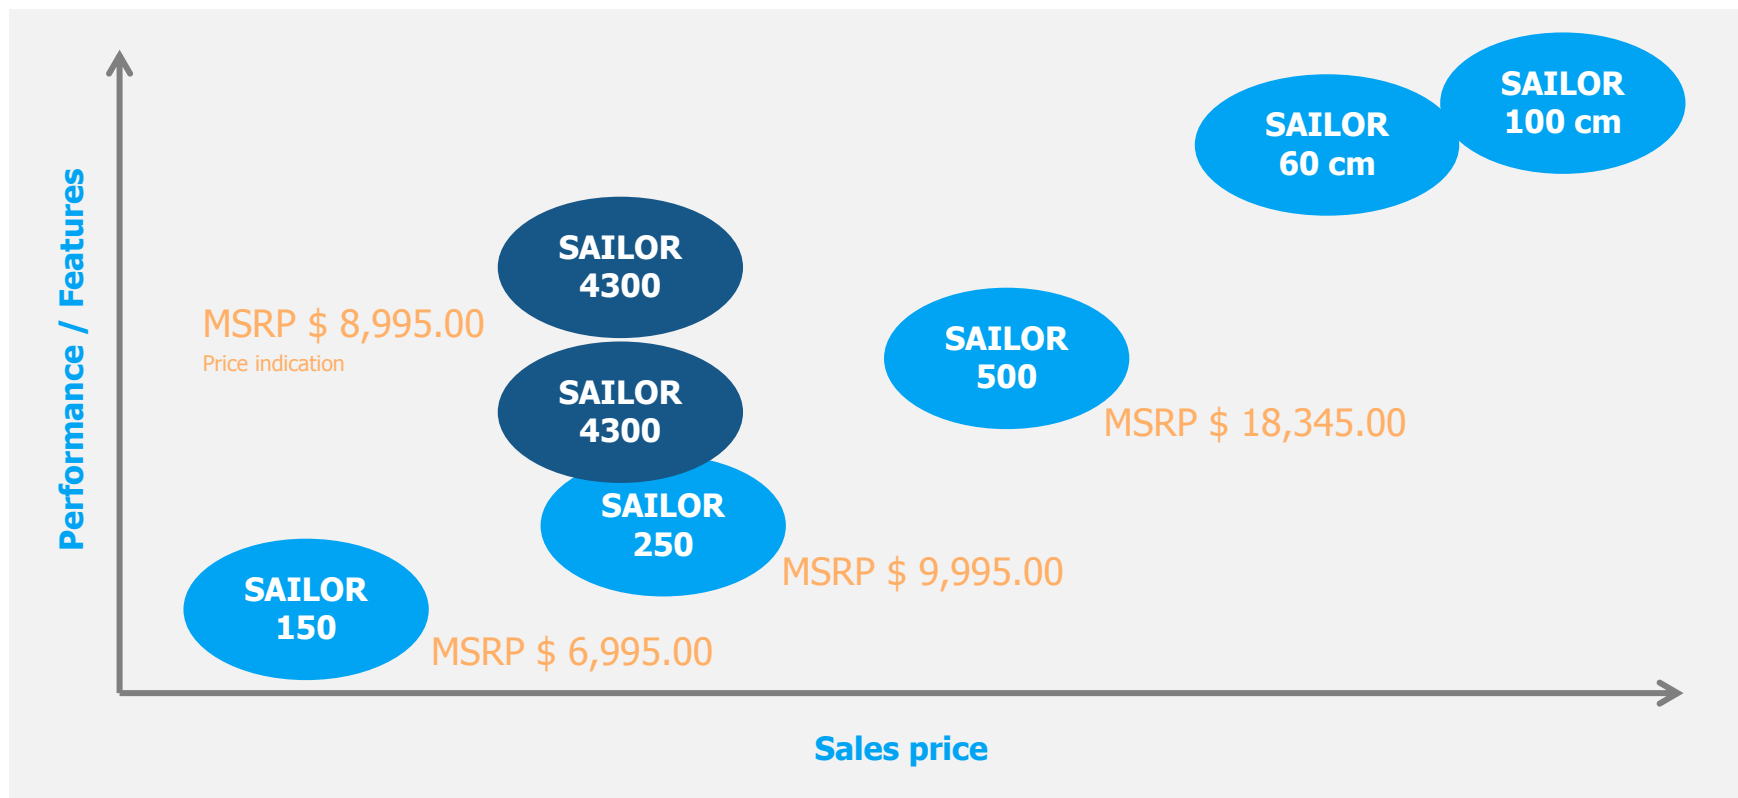 Performance / Features
SAILOR
100 cm
SAILOR
60 cm
SAILOR
4300
MSRP $ 8,995.00
Price indication
SAILOR
4300
SAILOR
500
MSRP $ 18,345.00
SAILOR
250
MSRP $ 9,995.00
SAILOR
150
MSRP $ 6,995.00
Sales price